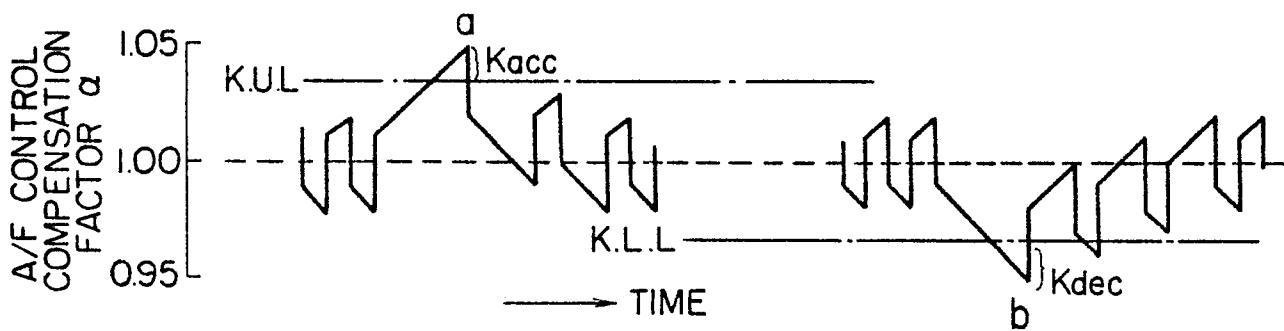 A/F CONTROL
COMPENSATION
FACTOR α
1.05
1.00
0.95
K.U.L
a
Kacc
K.L.L
b
Kdec
TIME